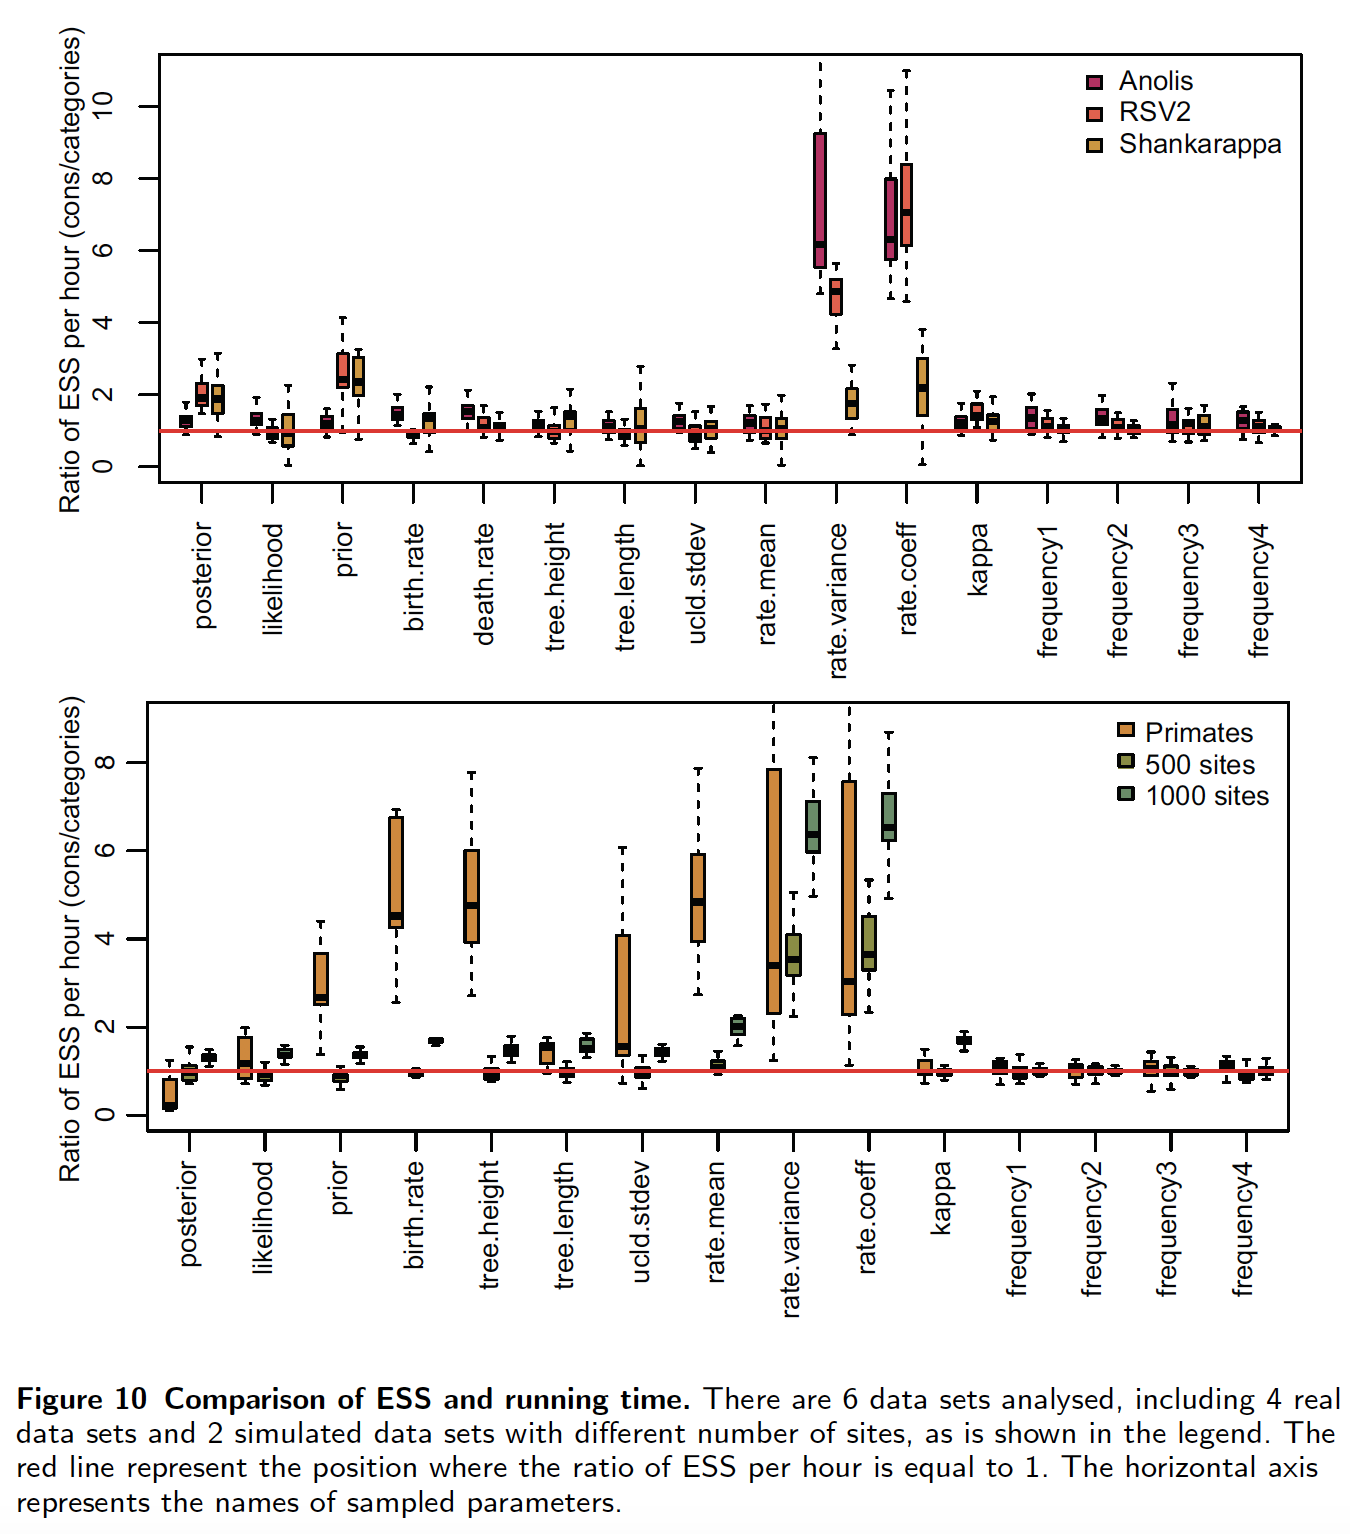 Ratio of ESS per hour (cons/categories)
0
2
4
6
8
10
Anolis
RSV2
Shankarappa
posterior
likelihood
prior
birth.rate
death.rate
tree.height
tree.length
ucld.stdev
rate.mean
rate.variance
rate.coeff
kappa
frequency1
frequency2
frequency3
frequency4
Ratio of ESS per hour (cons/categories)
0
2
4
6
8
Primates
500 sites
1000 sites
posterior
likelihood
prior
birth.rate
tree.height
tree.length
ucld.stdev
rate.mean
rate.variance
rate.coeff
kappa
frequency1
frequency2
frequency3
frequency4
Figure 10 Comparison of ESS and running time. There are 6 data sets analysed, including 4 real
data sets and 2 simulated data sets with different number of sites, as is shown in the legend. The
red line represent the position where the ratio of ESS per hour is equal to 1. The horizontal axis
represents the names of sampled parameters.